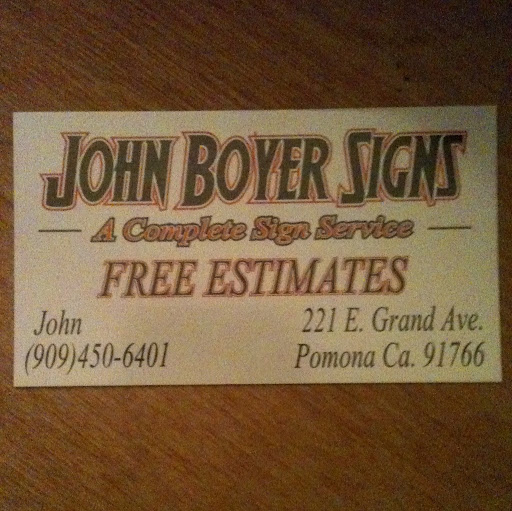 JOHN BOYER SIGNS
A Complete Sign Service
FREE ESTIMATES
John
(909)450-6401
221 E. Grand Ave.
Pomona Ca. 91766